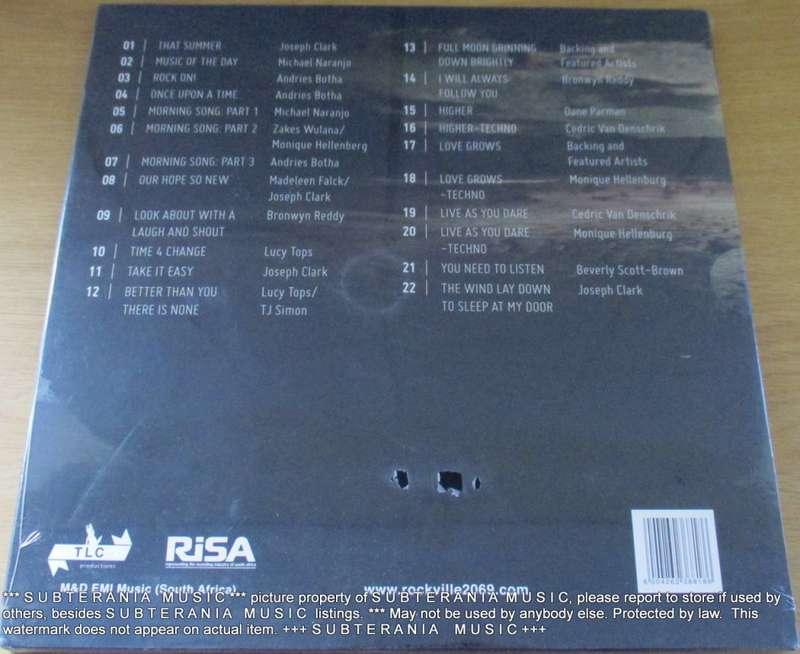 01 | THAT SUMMER Joseph Clark
02 | MUSIC OF THE DAY Michael Naranjo
03 | ROCK ON! Andries Botha
04 | ONCE UPON A TIME Andries Botha
05 | MORNING SONG: PART 1 Michael Naranjo
06 | MORNING SONG: PART 2 Zakes Wulana/
Monique Hellenberg
07 | MORNING SONG: PART 3 Andries Botha
08 | OUR HOPE SO NEW Madeleen Falck/
Joseph Clark
09 | LOOK ABOUT WITH A Bronwyn Reddy
LAUGH AND SHOUT
10 | TIME 4 CHANGE Lucy Tops
11 | TAKE IT EASY Joseph Clark
12 | BETTER THAN YOU Lucy Tops/
THERE IS NONE TJ Simon
13 | FULL MOON GRINNING Backing and
DOWN BRIGHTLY Featured Artists
14 | I WILL ALWAYS Bronwyn Reddy
FOLLOW YOU
15 | HIGHER Dane Parman
16 | HIGHER-TECHNO Cedric Van Denschrik
17 | LOVE GROWS Backing and
Featured Artists
18 | LOVE GROWS Monique Hellenburg
-TECHNO
19 | LIVE AS YOU DARE Cedric Van Denschrik
20 | LIVE AS YOU DARE Monique Hellenburg
-TECHNO
21 | YOU NEED TO LISTEN Beverly Scott-Brown
22 | THE WIND LAY DOWN Joseph Clark
TO SLEEP AT MY DOOR
TLC
productions
RiSA
representing the recording industry of south africa
M&D EMI Music (South Africa)
www.rockville2069.com
*** S U B T E R A N I A M U S I C *** picture property of S U B T E R A N I A M U S I C, please report to store if used by
others, besides S U B T E R A N I A M U S I C listings. *** May not be used by anybody else. Protected by law. This
watermark does not appear on actual item. +++ S U B T E R A N I A M U S I C +++